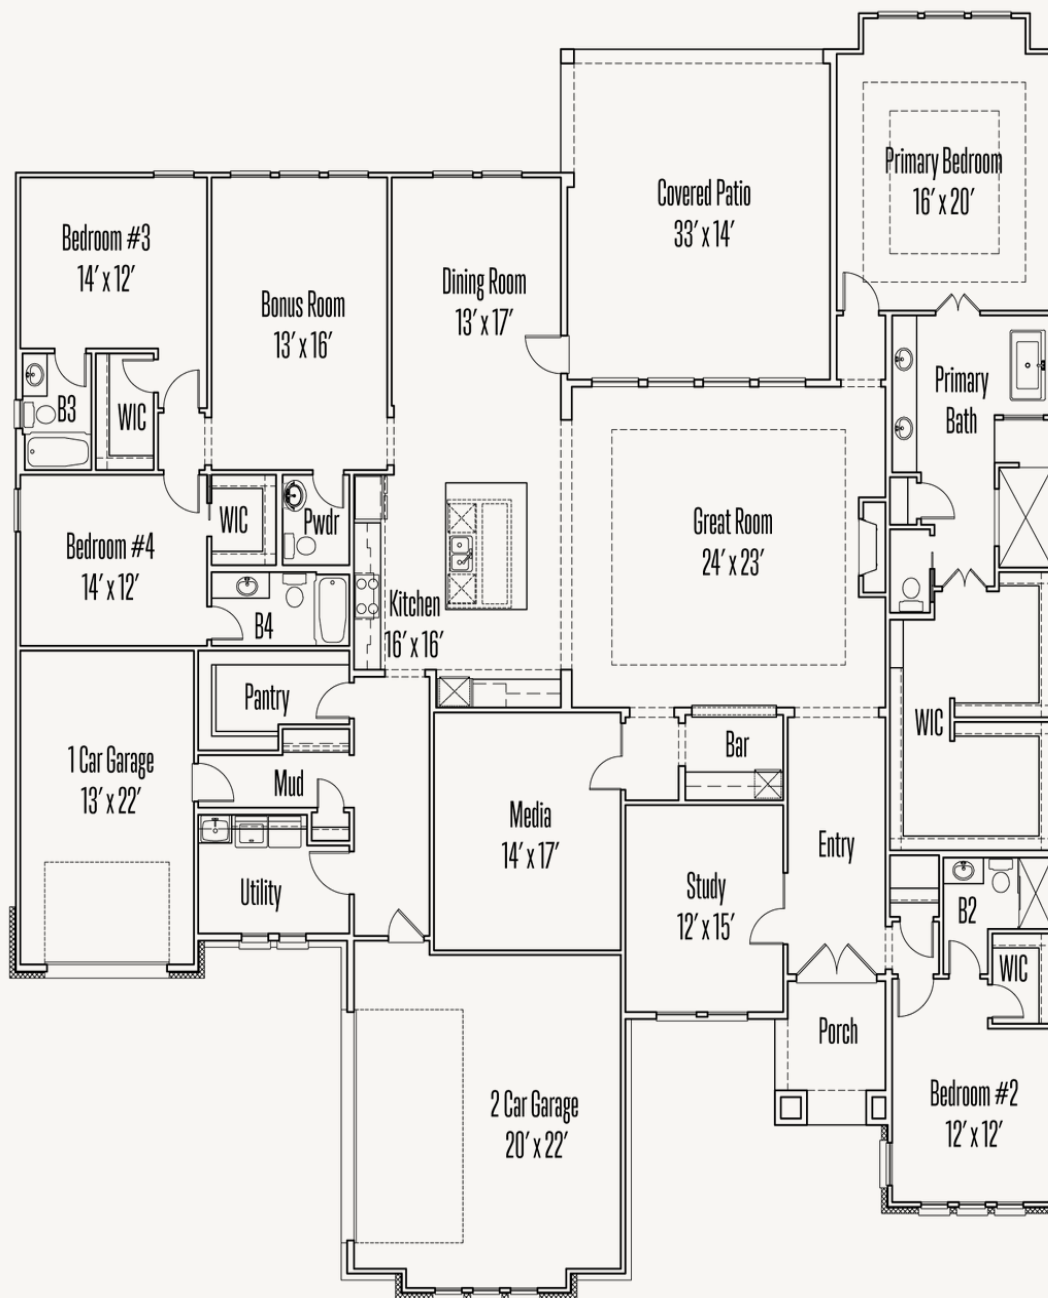 Primary Bedroom
16' x 20'
Covered Patio
33' x 14'
Bedroom #3
14' x 12'
Bonus Room
13' x 16'
Dining Room
13' x 17'
B3
WIC
Primary
Bath
Bedroom #4
14' x 12'
WIC
Pwdr
Great Room
24' x 23'
B4
Kitchen
16' x 16'
Pantry
WIC
1 Car Garage
13' x 22'
Mud
Bar
Media
14' x 17'
Entry
Utility
Study
12' x 15'
B2
WIC
Porch
2 Car Garage
20' x 22'
Bedroom #2
12' x 12'